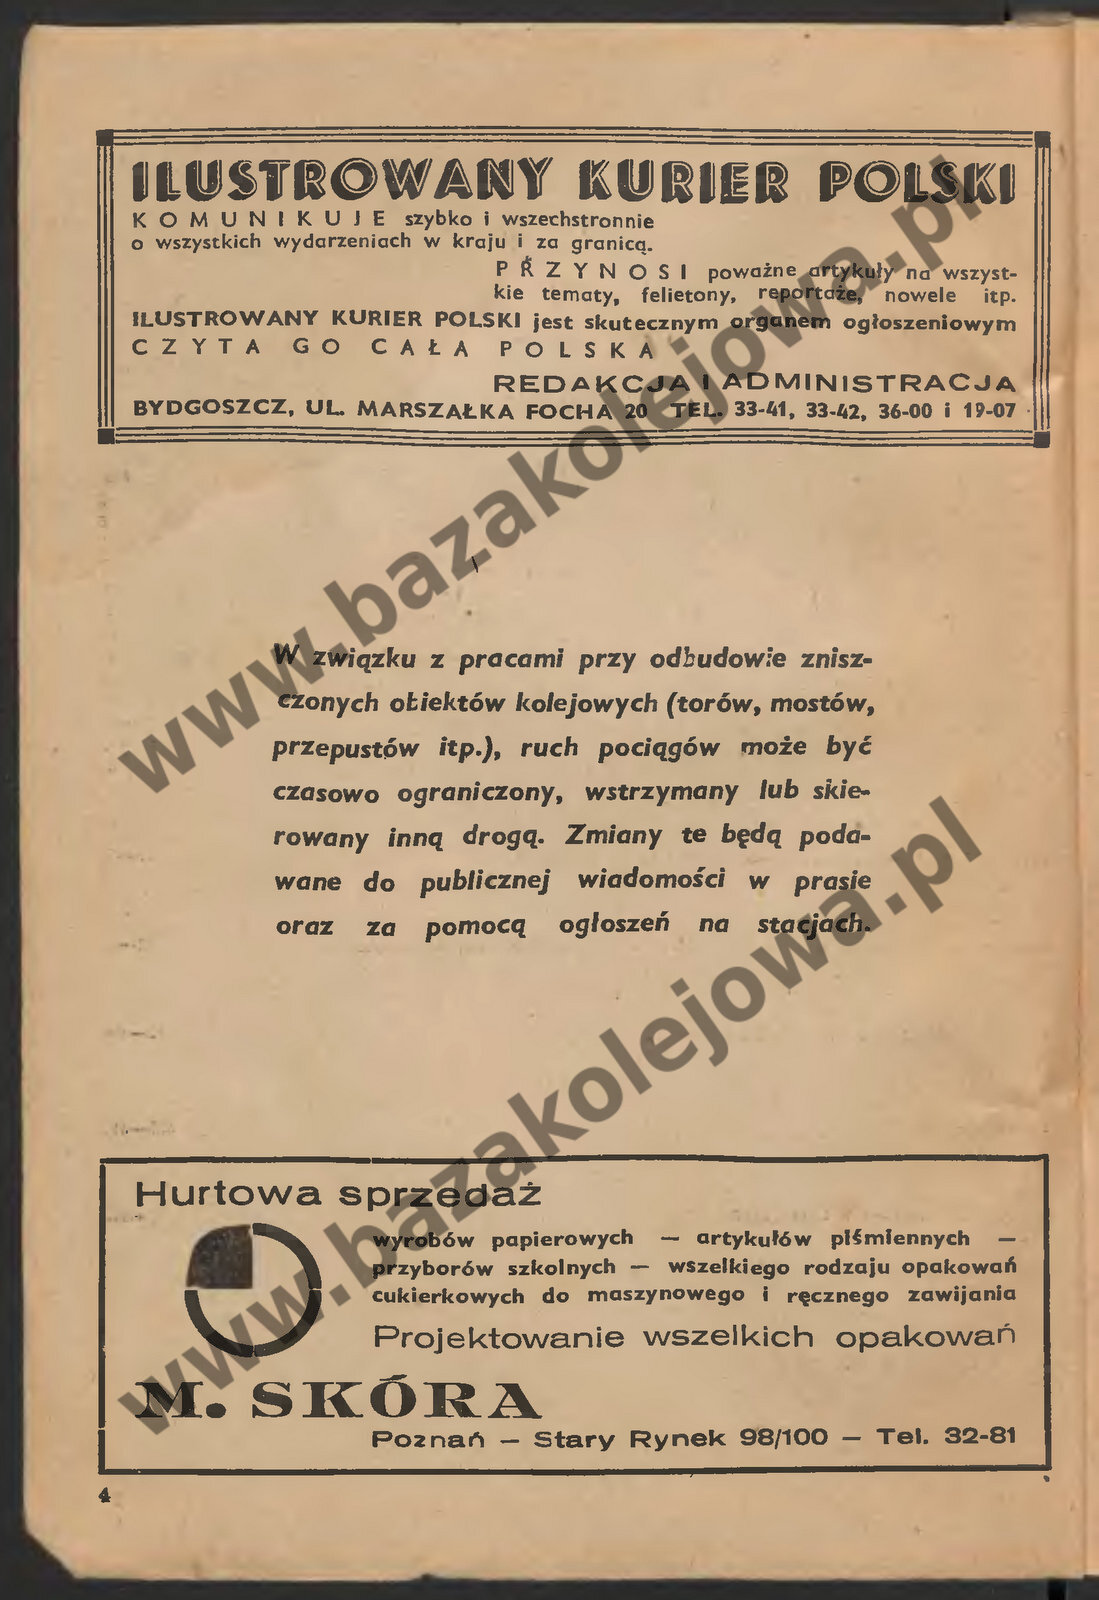 ILUSTROWANY KURIER POLSKI
KOMUNIKUJE szybko i wszechstronnie
o wszystkich wydarzeniach w kraju i za granicą.
PRZYNOSI poważne artykuły na wszyst-
kie tematy, felietony, reportaże, nowele itp.
ILUSTROWANY KURIER POLSKI jest skutecznym organem ogłoszeniowym
CZYTA GO CAŁA POLSKA
REDAKCJA I ADMINISTRACJA
BYDGOSZCZ, UL. MARSZAŁKA FOCHA 20 TEL. 33-41, 33-42, 36-00 i 19-07
W związku z pracami przy odbudowie znisz-
czonych obiektów kolejowych (torów, mostów,
przepustów itp.), ruch pociągów może być
czasowo ograniczony, wstrzymany lub skie-
rowany inną drogą. Zmiany te będą poda-
wane do publicznej wiadomości w prasie
oraz za pomocą ogłoszeń na stacjach.
Hurtowa sprzedaż
wyrobów papierowych — artykułów piśmiennych —
przyborów szkolnych — wszelkiego rodzaju opakowań
cukierkowych do maszynowego i ręcznego zawijania
Projektowanie wszelkich opakowań
M. SKÓRA
Poznań — Stary Rynek 98/100 — Tel. 32-81
4
www.bazakolejowa.pl
www.bazakolejowa.pl